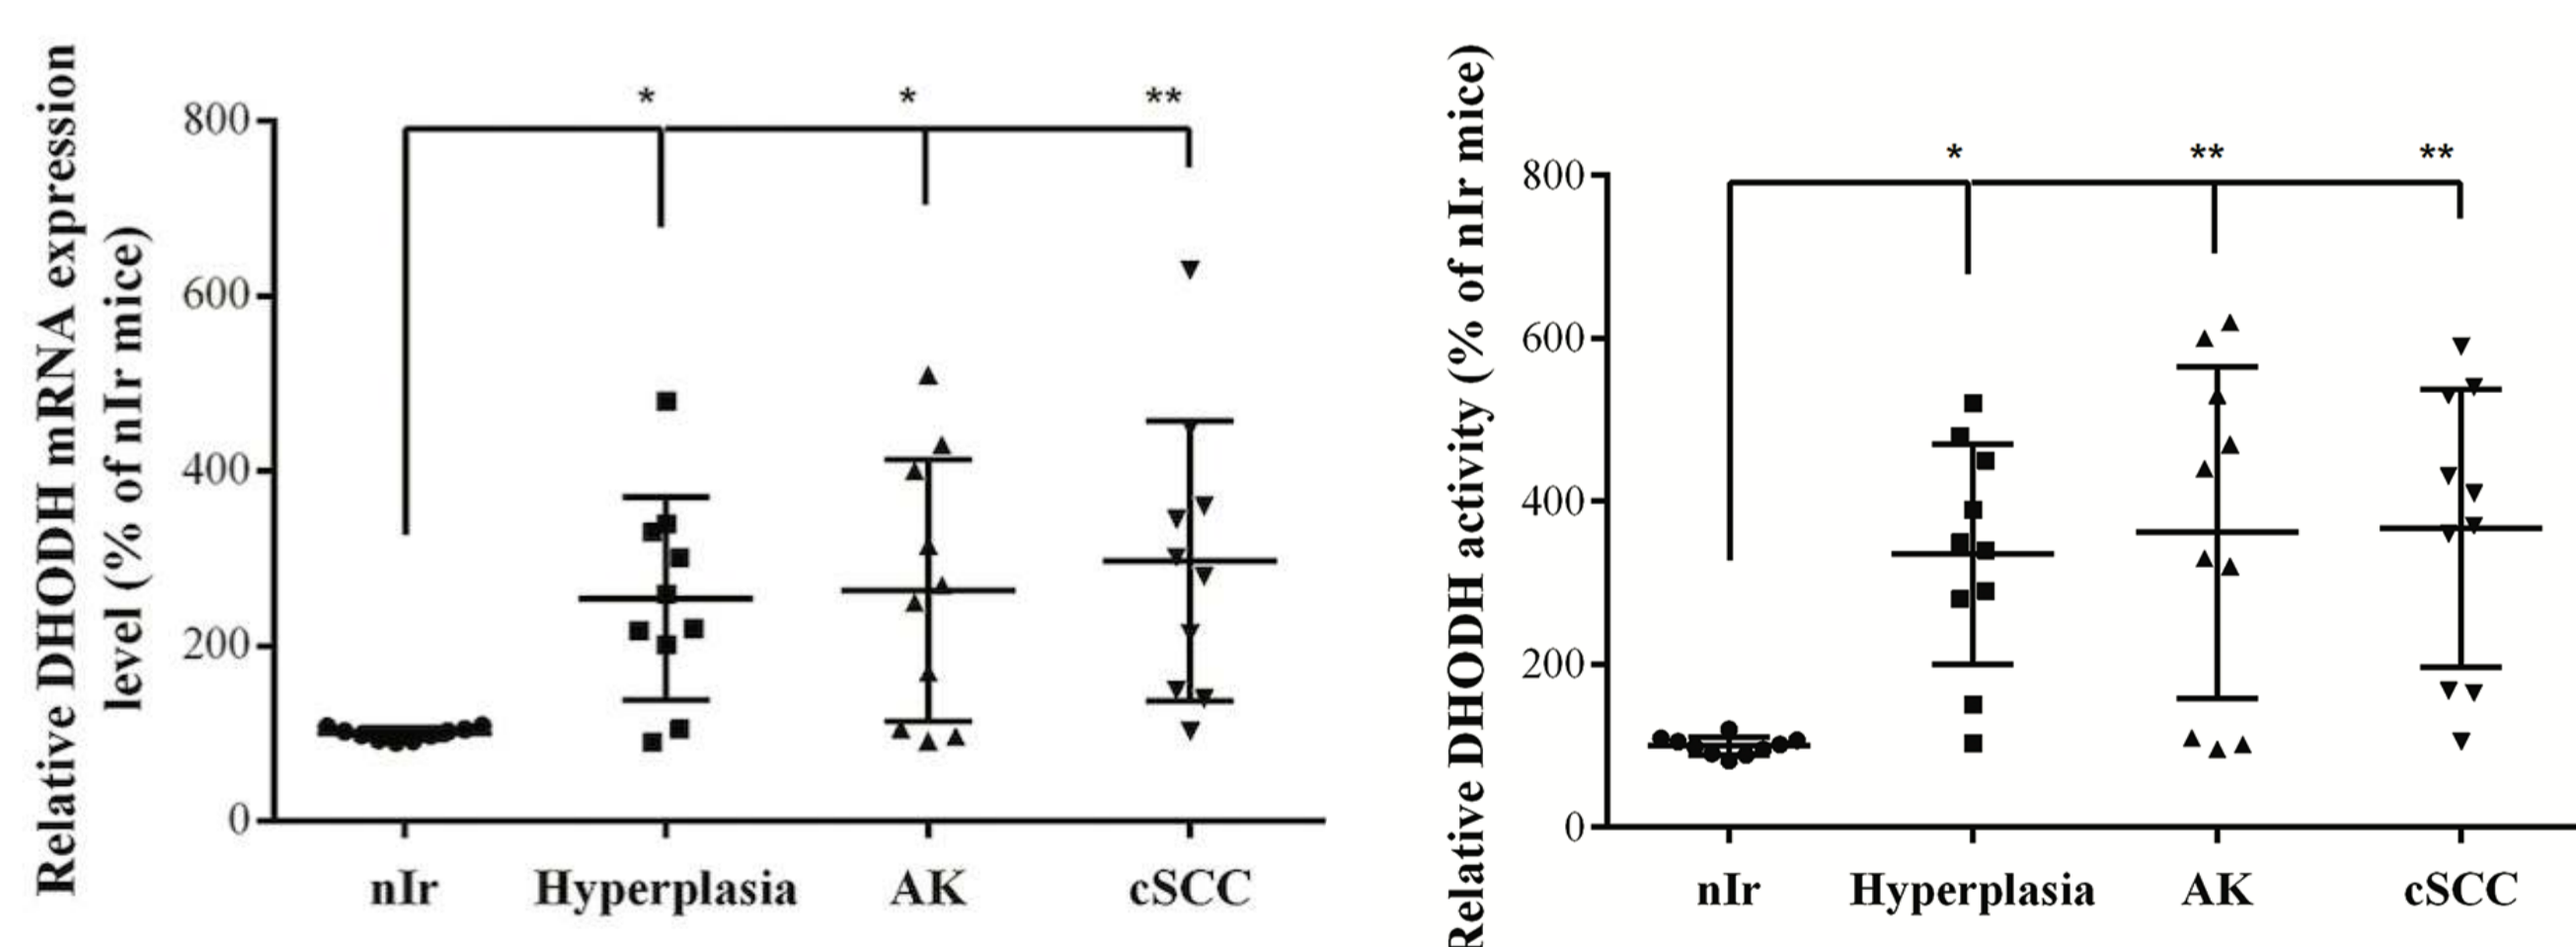 Relative DHODH mRNA expression
level (% of nIr mice)
800
600
400
200
0
* * **
nIr Hyperplasia AK cSCC
Relative DHODH activity (% of nIr mice)
800
600
400
200
0
* ** **
nIr Hyperplasia AK cSCC